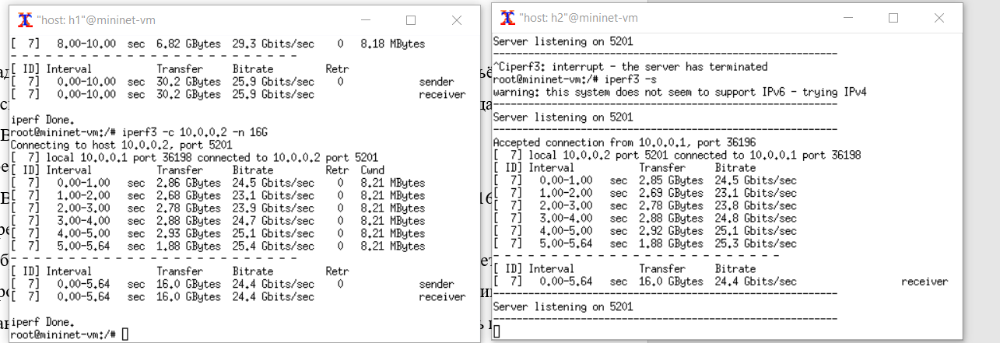 "host: h1"@mininet-vm
[  7]   8.00-10.00  sec  6.82 GBytes  29.3 Gbits/sec    0   8.18 MBytes
- - - - - - - - - - - - - - - - - - - - - - - - -
[ ID] Interval           Transfer     Bitrate         Retr
[  7]   0.00-10.00  sec  30.2 GBytes  25.9 Gbits/sec    0             sender
[  7]   0.00-10.00  sec  30.2 GBytes  25.9 Gbits/sec                  receiver
iperf Done.
root@mininet-vm:/# iperf3 -c 10.0.0.2 -n 16G
Connecting to host 10.0.0.2, port 5201
[  7] local 10.0.0.1 port 36198 connected to 10.0.0.2 port 5201
[ ID] Interval           Transfer     Bitrate         Retr  Cwnd
[  7]   0.00-1.00   sec  2.86 GBytes  24.5 Gbits/sec    0   8.21 MBytes
[  7]   1.00-2.00   sec  2.68 GBytes  23.1 Gbits/sec    0   8.21 MBytes
[  7]   2.00-3.00   sec  2.78 GBytes  23.9 Gbits/sec    0   8.21 MBytes
[  7]   3.00-4.00   sec  2.88 GBytes  24.7 Gbits/sec    0   8.21 MBytes
[  7]   4.00-5.00   sec  2.93 GBytes  25.1 Gbits/sec    0   8.21 MBytes
[  7]   5.00-5.64   sec  1.88 GBytes  25.4 Gbits/sec    0   8.21 MBytes
- - - - - - - - - - - - - - - - - - - - - - - - -
[ ID] Interval           Transfer     Bitrate         Retr
[  7]   0.00-5.64   sec  16.0 GBytes  24.4 Gbits/sec    0             sender
[  7]   0.00-5.64   sec  16.0 GBytes  24.4 Gbits/sec                  receiver
iperf Done.
root@mininet-vm:/#
"host: h2"@mininet-vm
Server listening on 5201
-----------------------------------------------------------
^Ciperf3: interrupt - the server has terminated
root@mininet-vm:/# iperf3 -s
warning: this system does not seem to support IPv6 - trying IPv4
-----------------------------------------------------------
Server listening on 5201
-----------------------------------------------------------
Accepted connection from 10.0.0.1, port 36196
[  7] local 10.0.0.2 port 5201 connected to 10.0.0.1 port 36198
[ ID] Interval           Transfer     Bitrate
[  7]   0.00-1.00   sec  2.85 GBytes  24.5 Gbits/sec
[  7]   1.00-2.00   sec  2.69 GBytes  23.1 Gbits/sec
[  7]   2.00-3.00   sec  2.78 GBytes  23.8 Gbits/sec
[  7]   3.00-4.00   sec  2.88 GBytes  24.8 Gbits/sec
[  7]   4.00-5.00   sec  2.92 GBytes  25.1 Gbits/sec
[  7]   5.00-5.64   sec  1.88 GBytes  25.3 Gbits/sec
- - - - - - - - - - - - - - - - - - - - - - - - -
[ ID] Interval           Transfer     Bitrate
[  7]   0.00-5.64   sec  16.0 GBytes  24.4 Gbits/sec                  receiver
-----------------------------------------------------------
Server listening on 5201
-----------------------------------------------------------